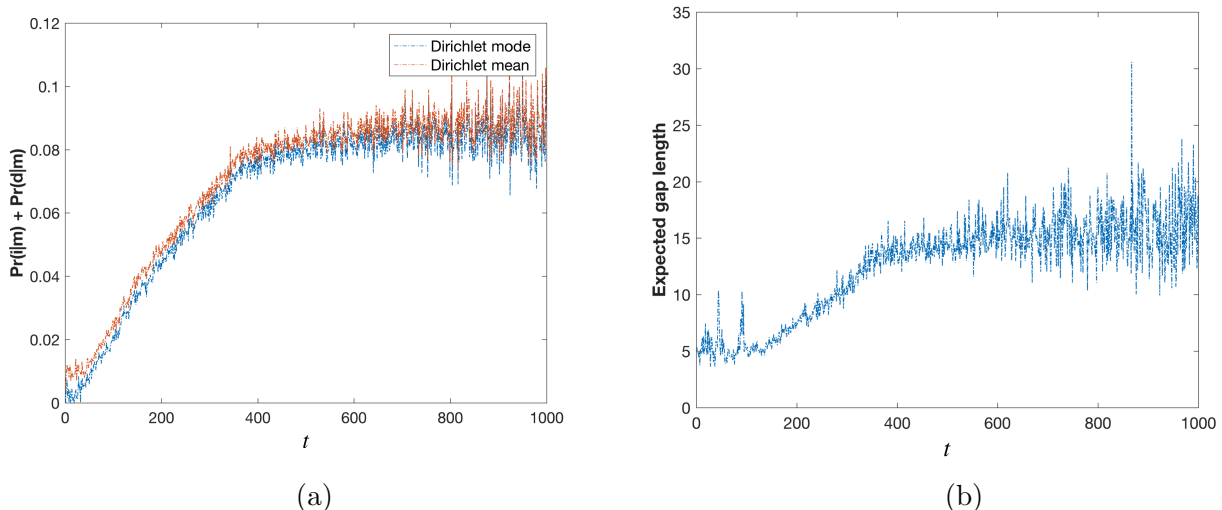 0.12
0.1
0.08
0.06
0.04
0.02
0
Pr(i|m) + Pr(d|m)
Dirichlet mode
Dirichlet mean
0 200 400 600 800 1000
t
(a)
35
30
25
20
15
10
5
0
Expected gap length
0 200 400 600 800 1000
t
(b)